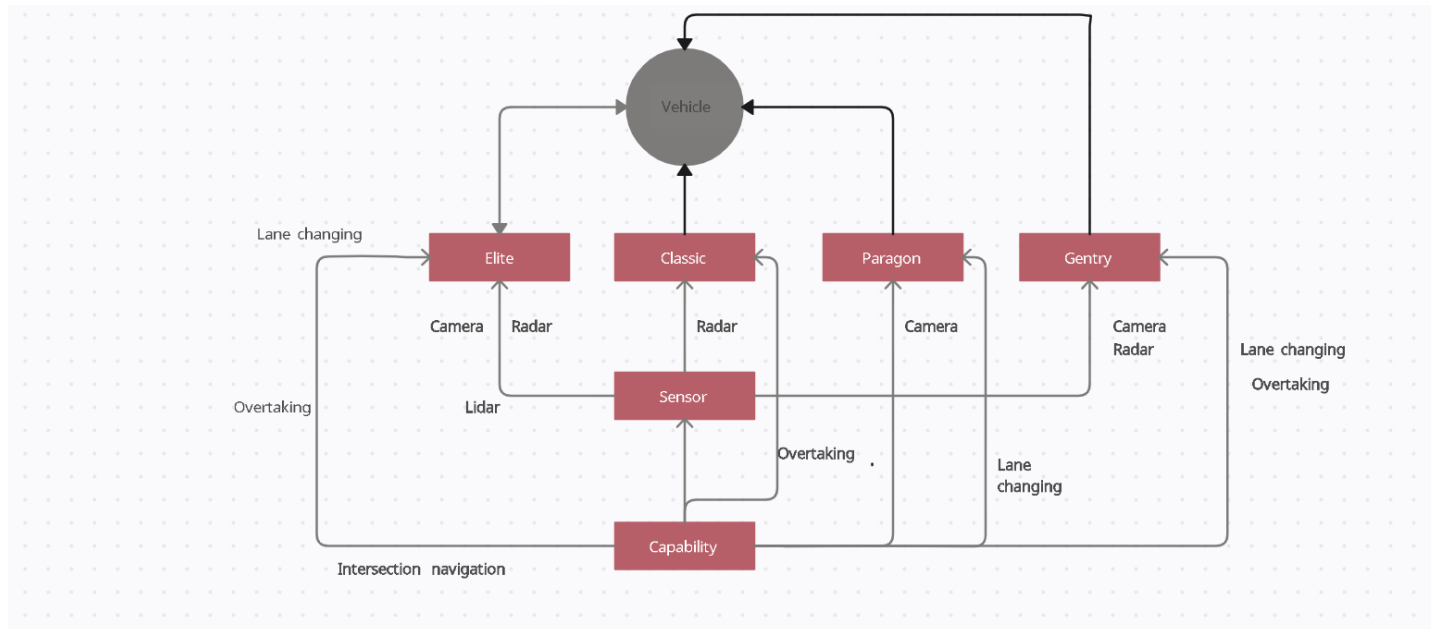 Vehicle
Lane changing
Elite
Classic
Paragon
Gentry
Camera
Radar
Radar
Camera
Camera
Radar
Lane changing
Overtaking
Sensor
Overtaking
Lidar
Overtaking
Lane
changing
Capability
Intersection navigation